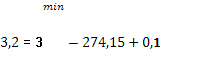 min
3,2 = 3 − 274,15 + 0,1